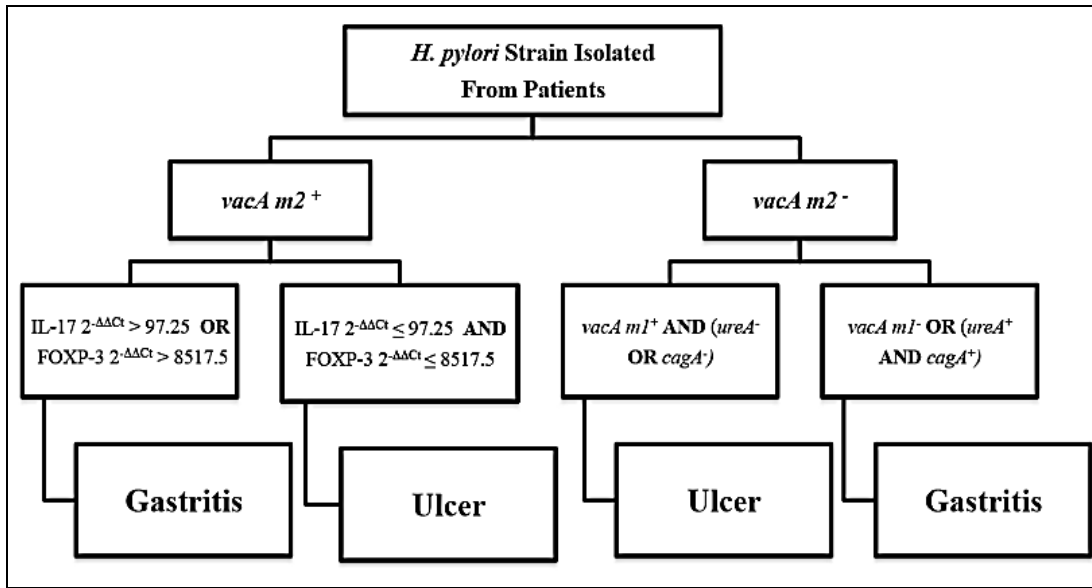 H. pylori Strain Isolated
From Patients
vacA m2 +
vacA m2 -
IL-17 2-ΔΔCt > 97.25 OR
FOXP-3 2-ΔΔCt > 8517.5
IL-17 2-ΔΔCt ≤ 97.25 AND
FOXP-3 2-ΔΔCt ≤ 8517.5
vacA m1+ AND (ureA-
OR cagA-)
vacA m1- OR (ureA+
AND cagA+)
Gastritis
Ulcer
Ulcer
Gastritis